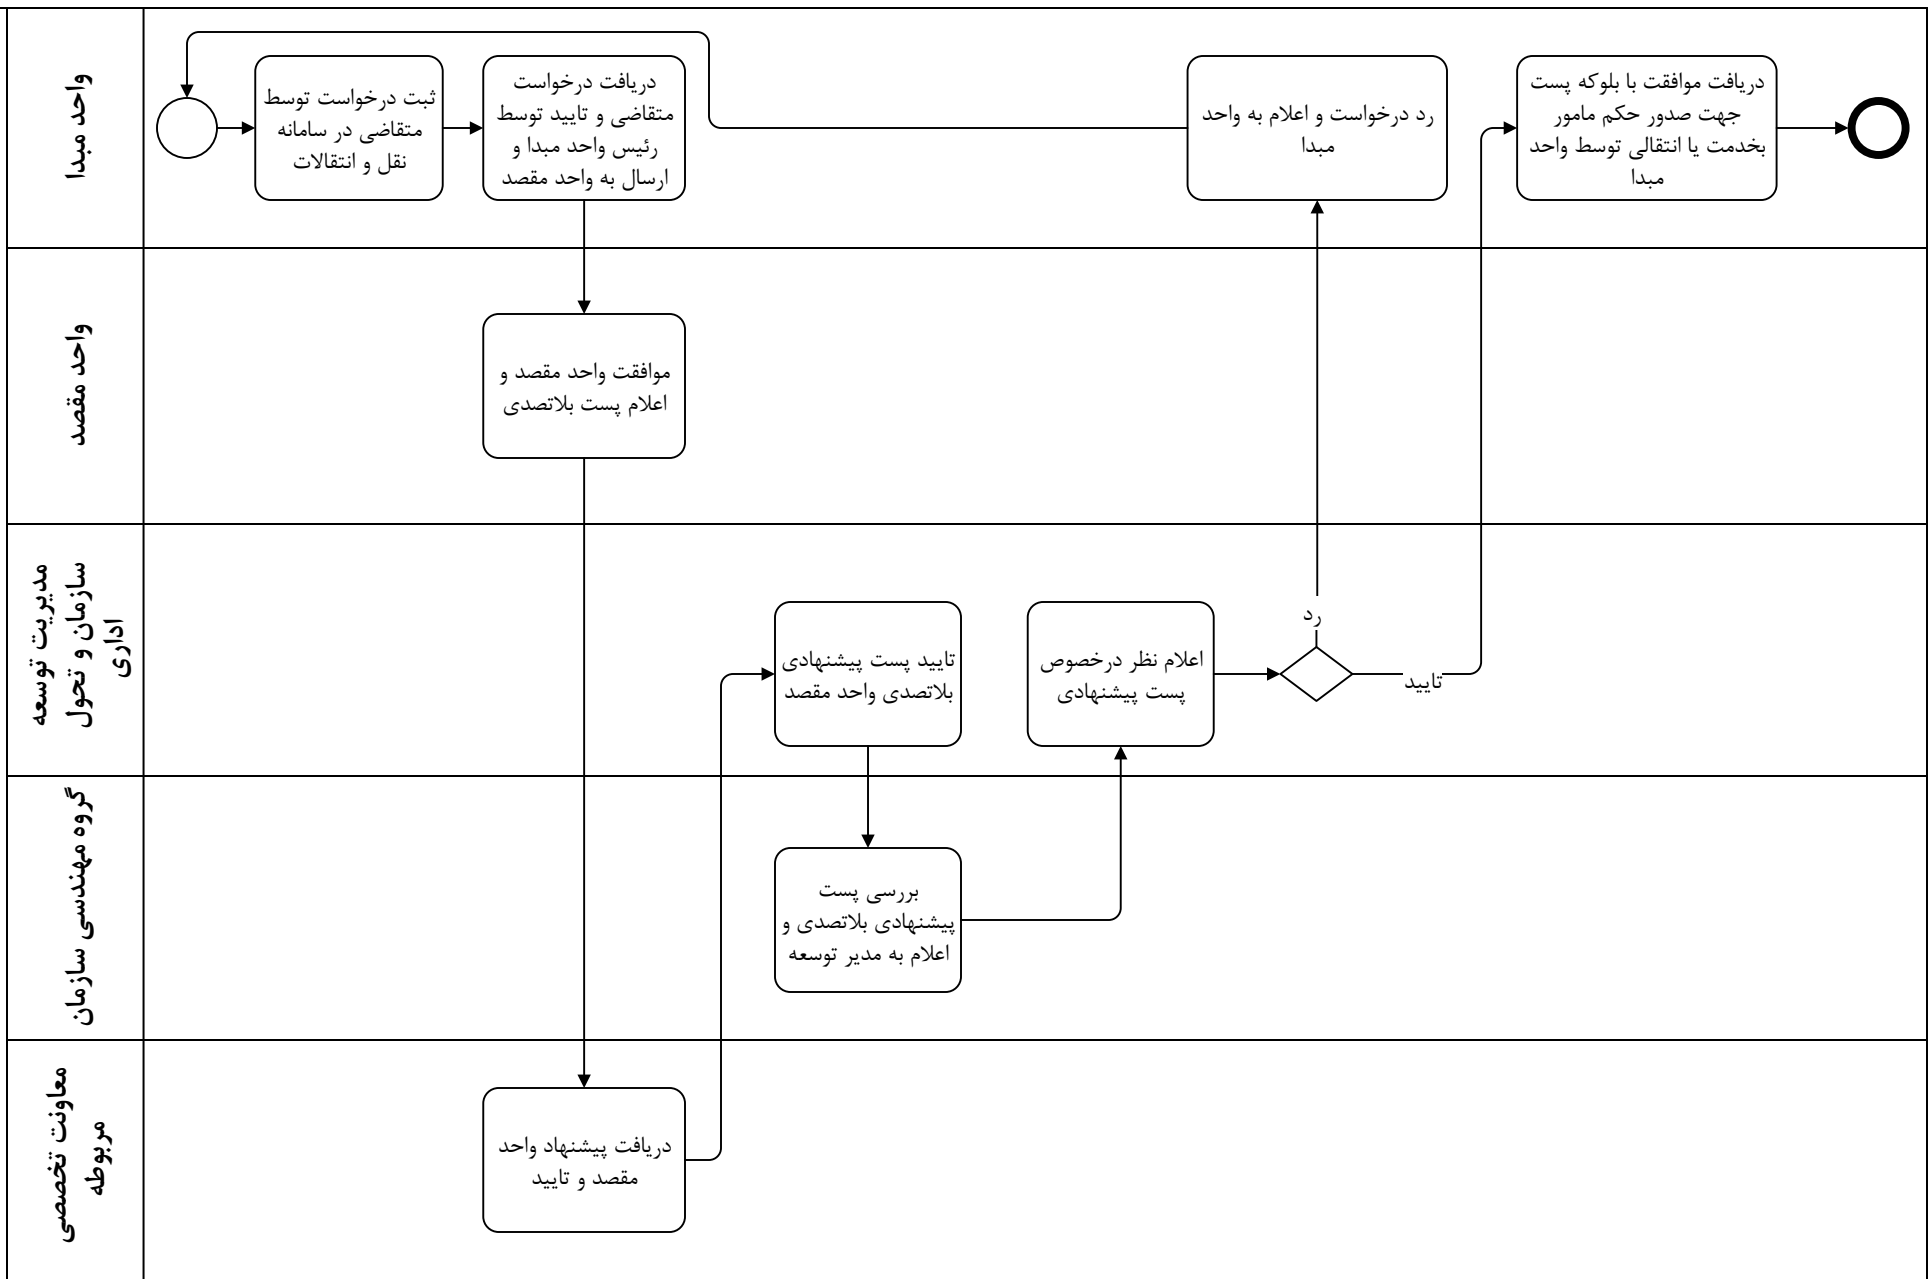 واحد مبدا
ثبت درخواست توسط
متقاضی در سامانه
نقل و انتقالات
دریافت درخواست
متقاضی و تایید توسط
رئیس واحد مبدا و
ارسال به واحد مقصد
رد درخواست و اعلام به واحد
مبدا
دریافت موافقت با بلوکه پست
جهت صدور حکم مامور
بخدمت یا انتقالی توسط واحد
مبدا
واحد مقصد
موافقت واحد مقصد و
اعلام پست بلاتصدی
مدیریت توسعه
سازمان و تحول
اداری
تایید پست پیشنهادی
بلاتصدی واحد مقصد
اعلام نظر درخصوص
پست پیشنهادی
رد
تایید
گروه مهندسی سازمان
بررسی پست
پیشنهادی بلاتصدی و
اعلام به مدیر توسعه
معاونت تخصصی
مربوطه
دریافت پیشنهاد واحد
مقصد و تایید